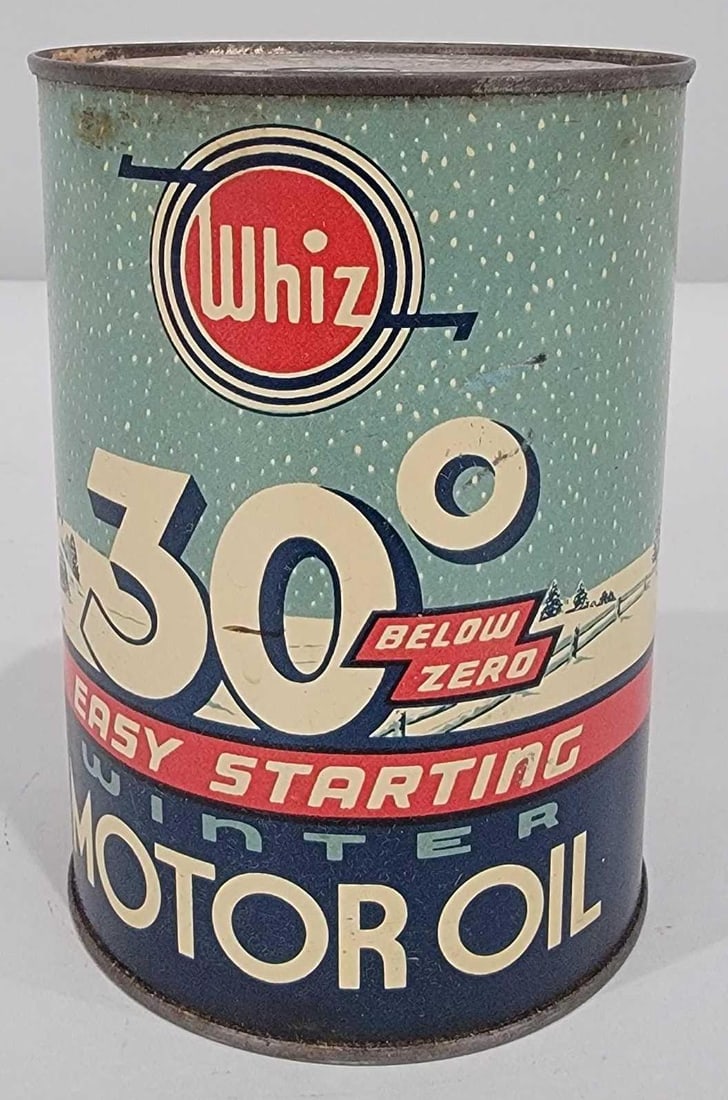 Whiz
30°
BELOW
ZERO
EASY STARTING
WINTER
MOTOR OIL